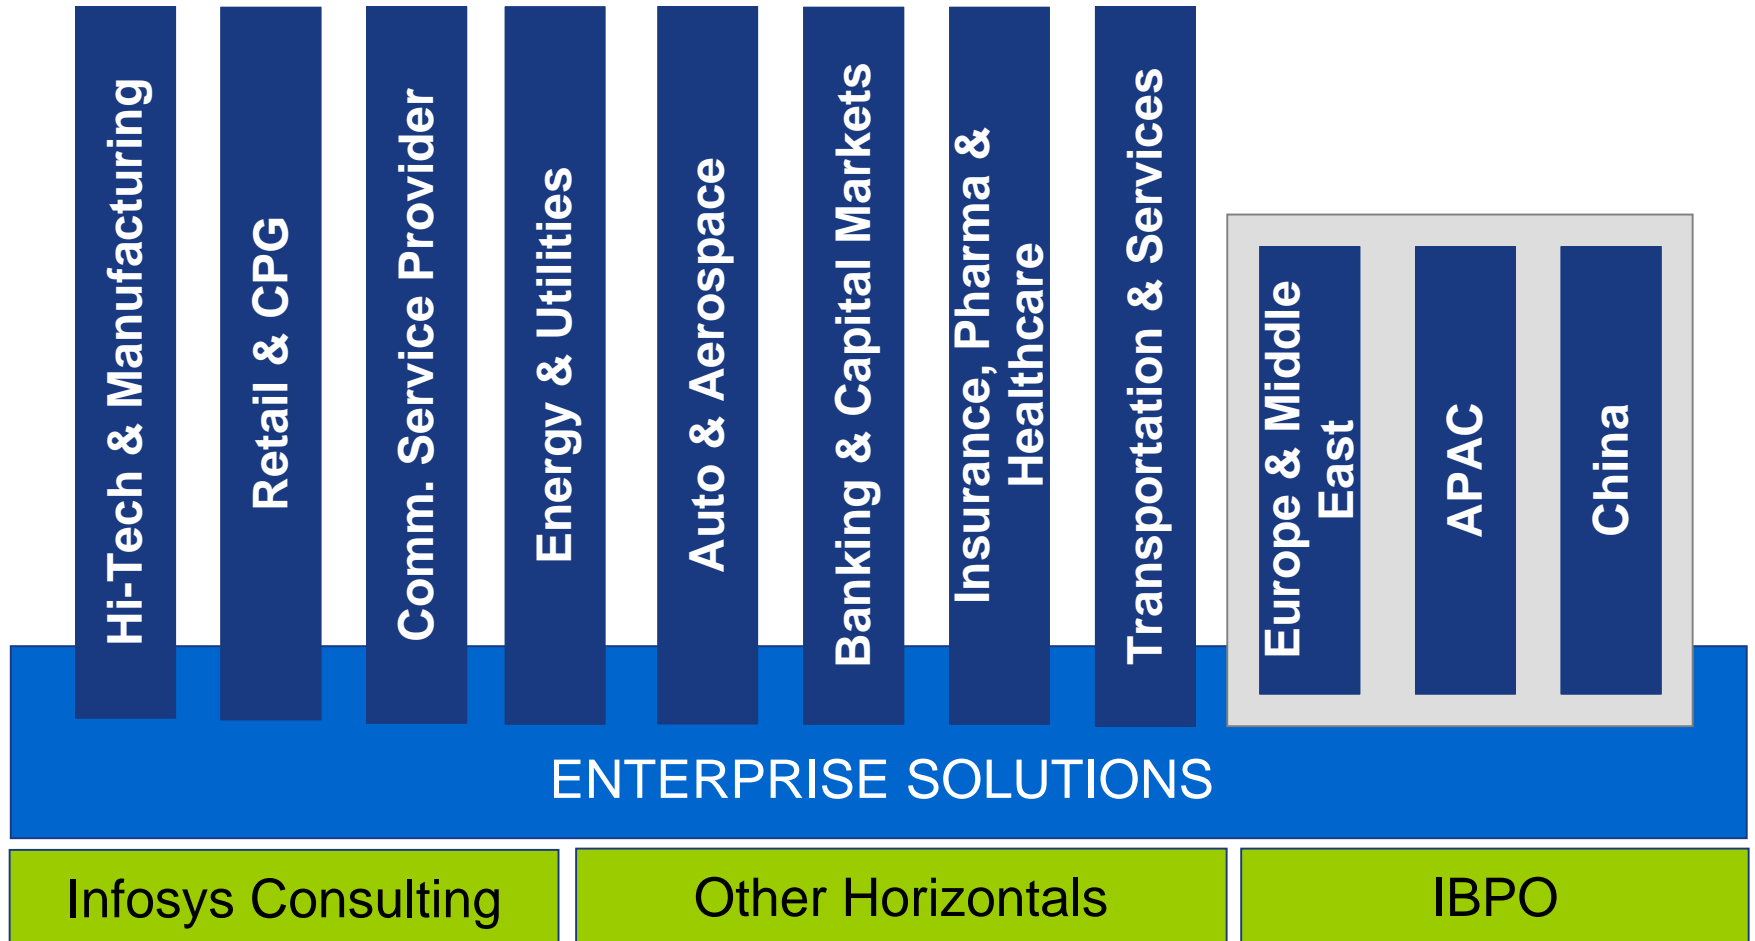 Hi-Tech & Manufacturing
Retail & CPG
Comm. Service Provider
Energy & Utilities
Auto & Aerospace
Banking & Capital Markets
Insurance, Pharma &
Healthcare
Transportation & Services
Europe & Middle
East
APAC
China
ENTERPRISE SOLUTIONS
Infosys Consulting
Other Horizontals
IBPO